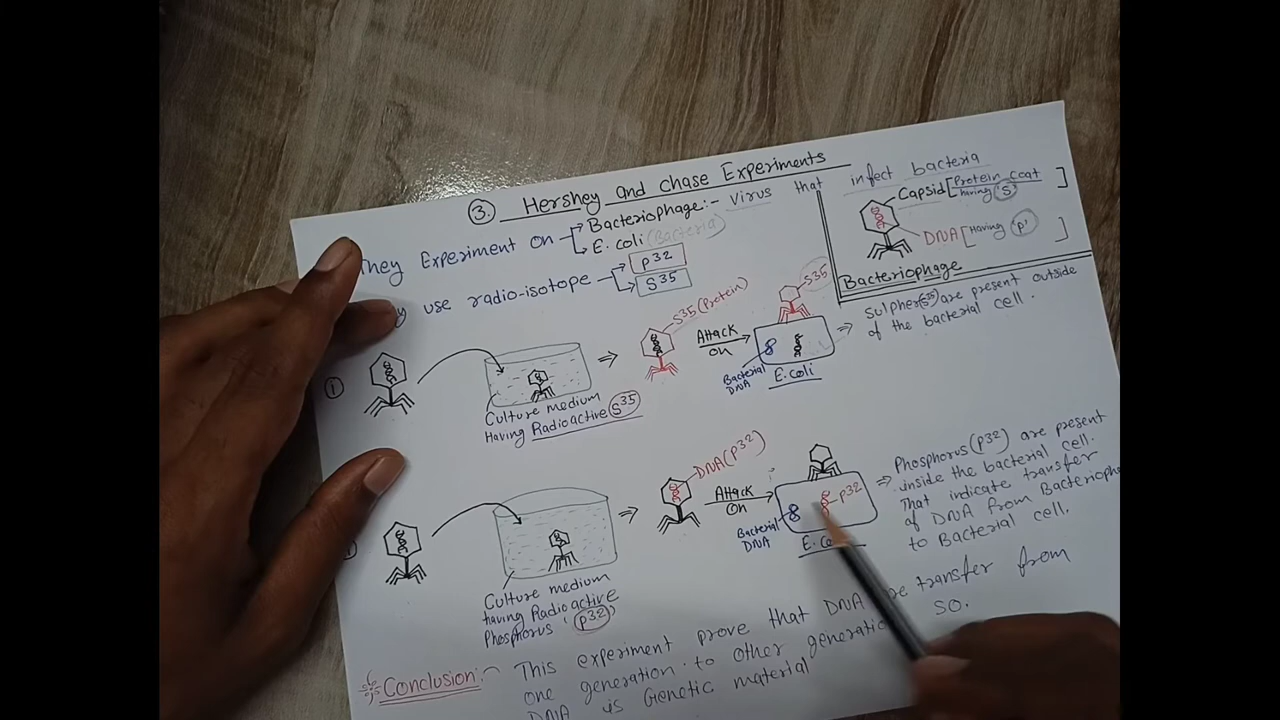 3. Hershey and chase Experiments
They Experiment on
Bacteriophage:- Virus that infect bacteria
E. coli (Bacteria)
use radio-isotope
P32
S35
Capsid [Protein coat having (S)]
DNA [Having (P)]
Bacteriophage
①
Culture medium
Having Radioactive S35
S35 (Protein)
Attack
on
S35
Bacterial
DNA
E. coli
Sulpher(S35) are present outside
of the bacterial cell.
Culture medium
having Radioactive
Phosphorus (P32)
DNA (P32)
Attack
on
P32
Bacterial
DNA
E. co
Phosphorus (P32) are present
inside the bacterial cell.
That indicate transfer
of DNA from Bacterioph
to Bacterial cell.
Conclusion:-
This experiment prove that DNA are transfer from
one generation to other generation so.
DNA is Genetic material